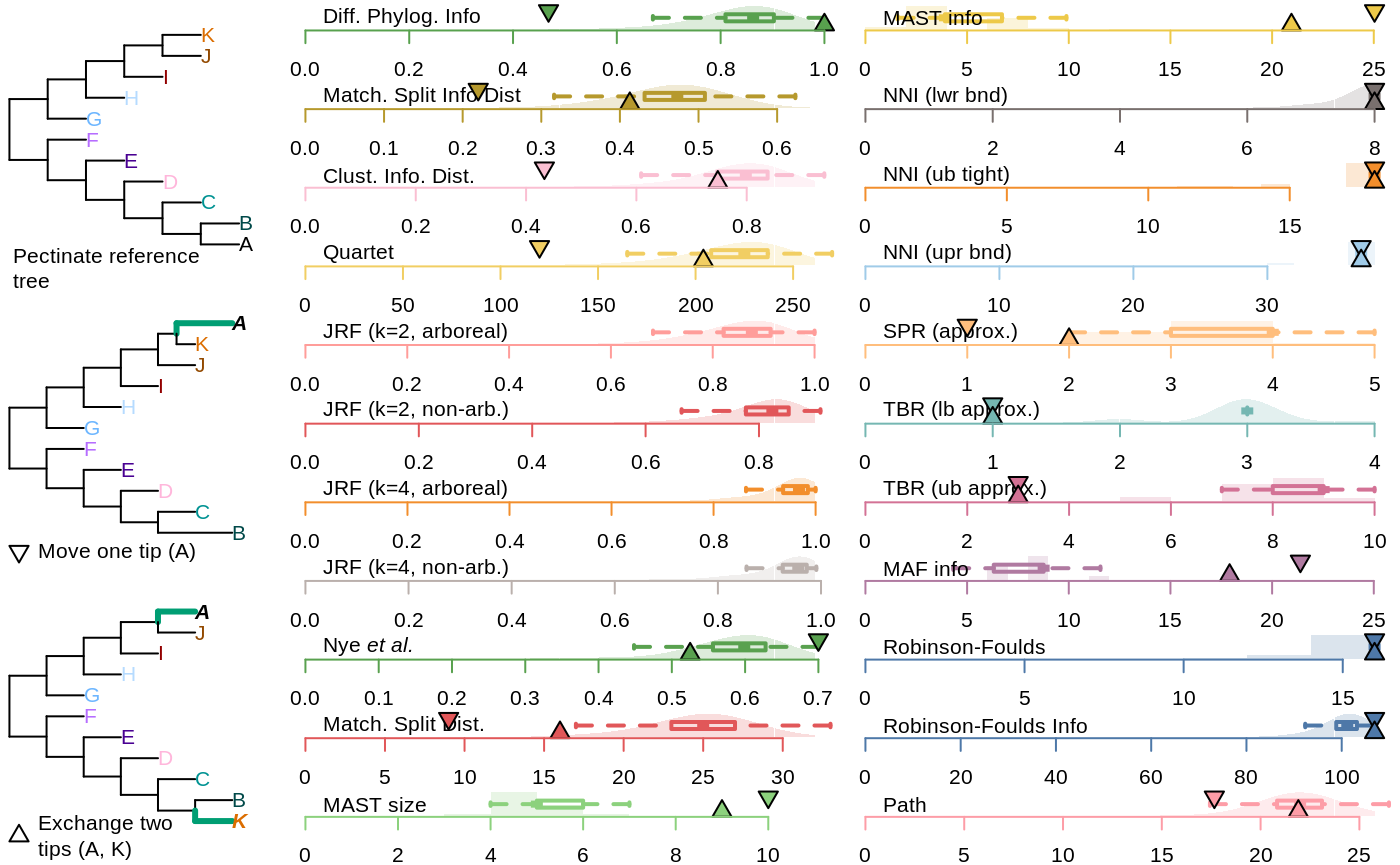 K
J
I
H
G
F
E
D
C
B
A
Pectinate reference
tree
A
K
J
I
H
G
F
E
D
C
B
Move one tip (A)
A
J
I
H
G
F
E
D
C
B
K
Exchange two
tips (A, K)
Diff. Phylog. Info
0.0 0.2 0.4 0.6 0.8 1.0
Match. Split Info Dist
0.0 0.1 0.2 0.3 0.4 0.5 0.6
Clust. Info. Dist.
0.0 0.2 0.4 0.6 0.8
Quartet
0 50 100 150 200 250
JRF (k=2, arboreal)
0.0 0.2 0.4 0.6 0.8 1.0
JRF (k=2, non-arb.)
0.0 0.2 0.4 0.6 0.8
JRF (k=4, arboreal)
0.0 0.2 0.4 0.6 0.8 1.0
JRF (k=4, non-arb.)
0.0 0.2 0.4 0.6 0.8 1.0
Nye et al.
0.0 0.1 0.2 0.3 0.4 0.5 0.6 0.7
Match. Split Dist.
0 5 10 15 20 25 30
MAST size
0 2 4 6 8 10
MAST info
0 5 10 15 20 25
NNI (lwr bnd)
0 2 4 6 8
NNI (ub tight)
0 5 10 15
NNI (upr bnd)
0 10 20 30
SPR (approx.)
0 1 2 3 4 5
TBR (lb approx.)
0 1 2 3 4
TBR (ub approx.)
0 2 4 6 8 10
MAF info
0 5 10 15 20 25
Robinson-Foulds
0 5 10 15
Robinson-Foulds Info
0 20 40 60 80 100
Path
0 5 10 15 20 25